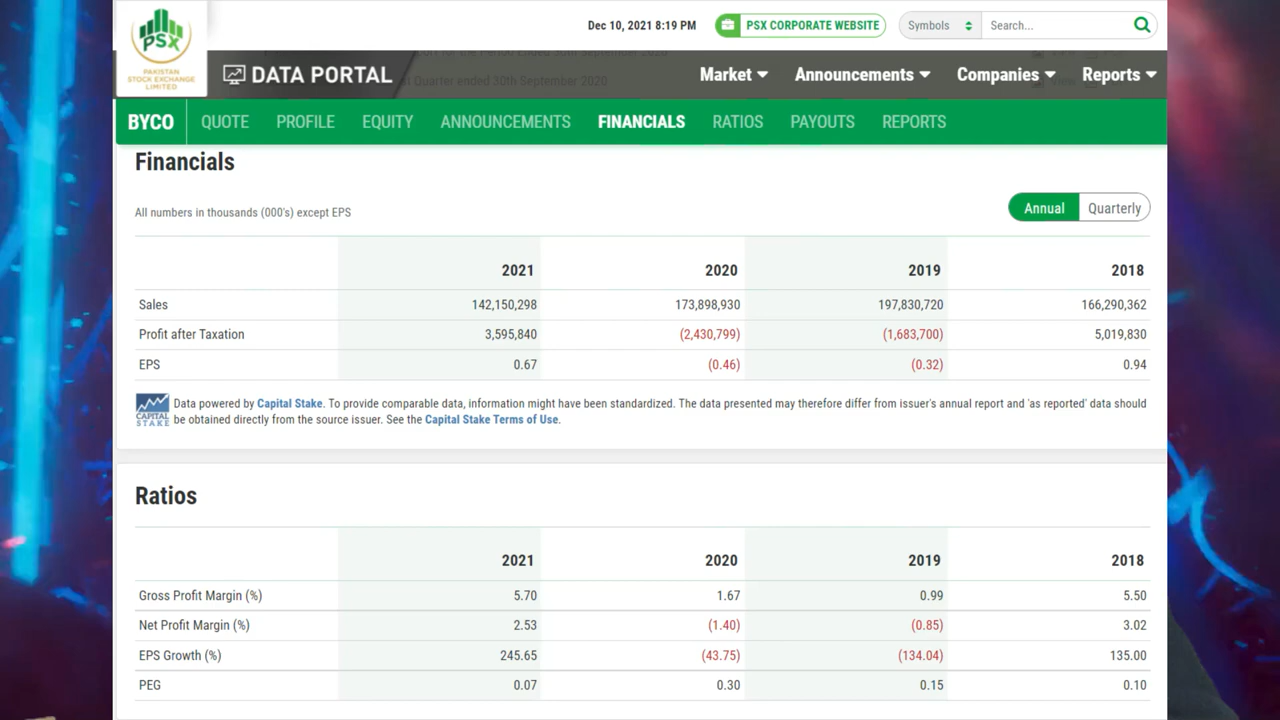 PSX
PAKISTAN
STOCK EXCHANGE
LIMITED
Dec 10, 2021 8:19 PM
PSX CORPORATE WEBSITE
Symbols
Search...
DATA PORTAL
Market
Announcements
Companies
Reports
t Quarter ended 30th September 2020
BYCO
QUOTE
PROFILE
EQUITY
ANNOUNCEMENTS
FINANCIALS
RATIOS
PAYOUTS
REPORTS
Financials
All numbers in thousands (000's) except EPS
Annual
Quarterly
2021 2020 2019 2018
Sales 142,150,298 173,898,930 197,830,720 166,290,362
Profit after Taxation 3,595,840 (2,430,799) (1,683,700) 5,019,830
EPS 0.67 (0.46) (0.32) 0.94
CAPITAL
STAKE
Data powered by Capital Stake. To provide comparable data, information might have been standardized. The data presented may therefore differ from issuer's annual report and 'as reported' data should
be obtained directly from the source issuer. See the Capital Stake Terms of Use.
Ratios
2021 2020 2019 2018
Gross Profit Margin (%) 5.70 1.67 0.99 5.50
Net Profit Margin (%) 2.53 (1.40) (0.85) 3.02
EPS Growth (%) 245.65 (43.75) (134.04) 135.00
PEG 0.07 0.30 0.15 0.10